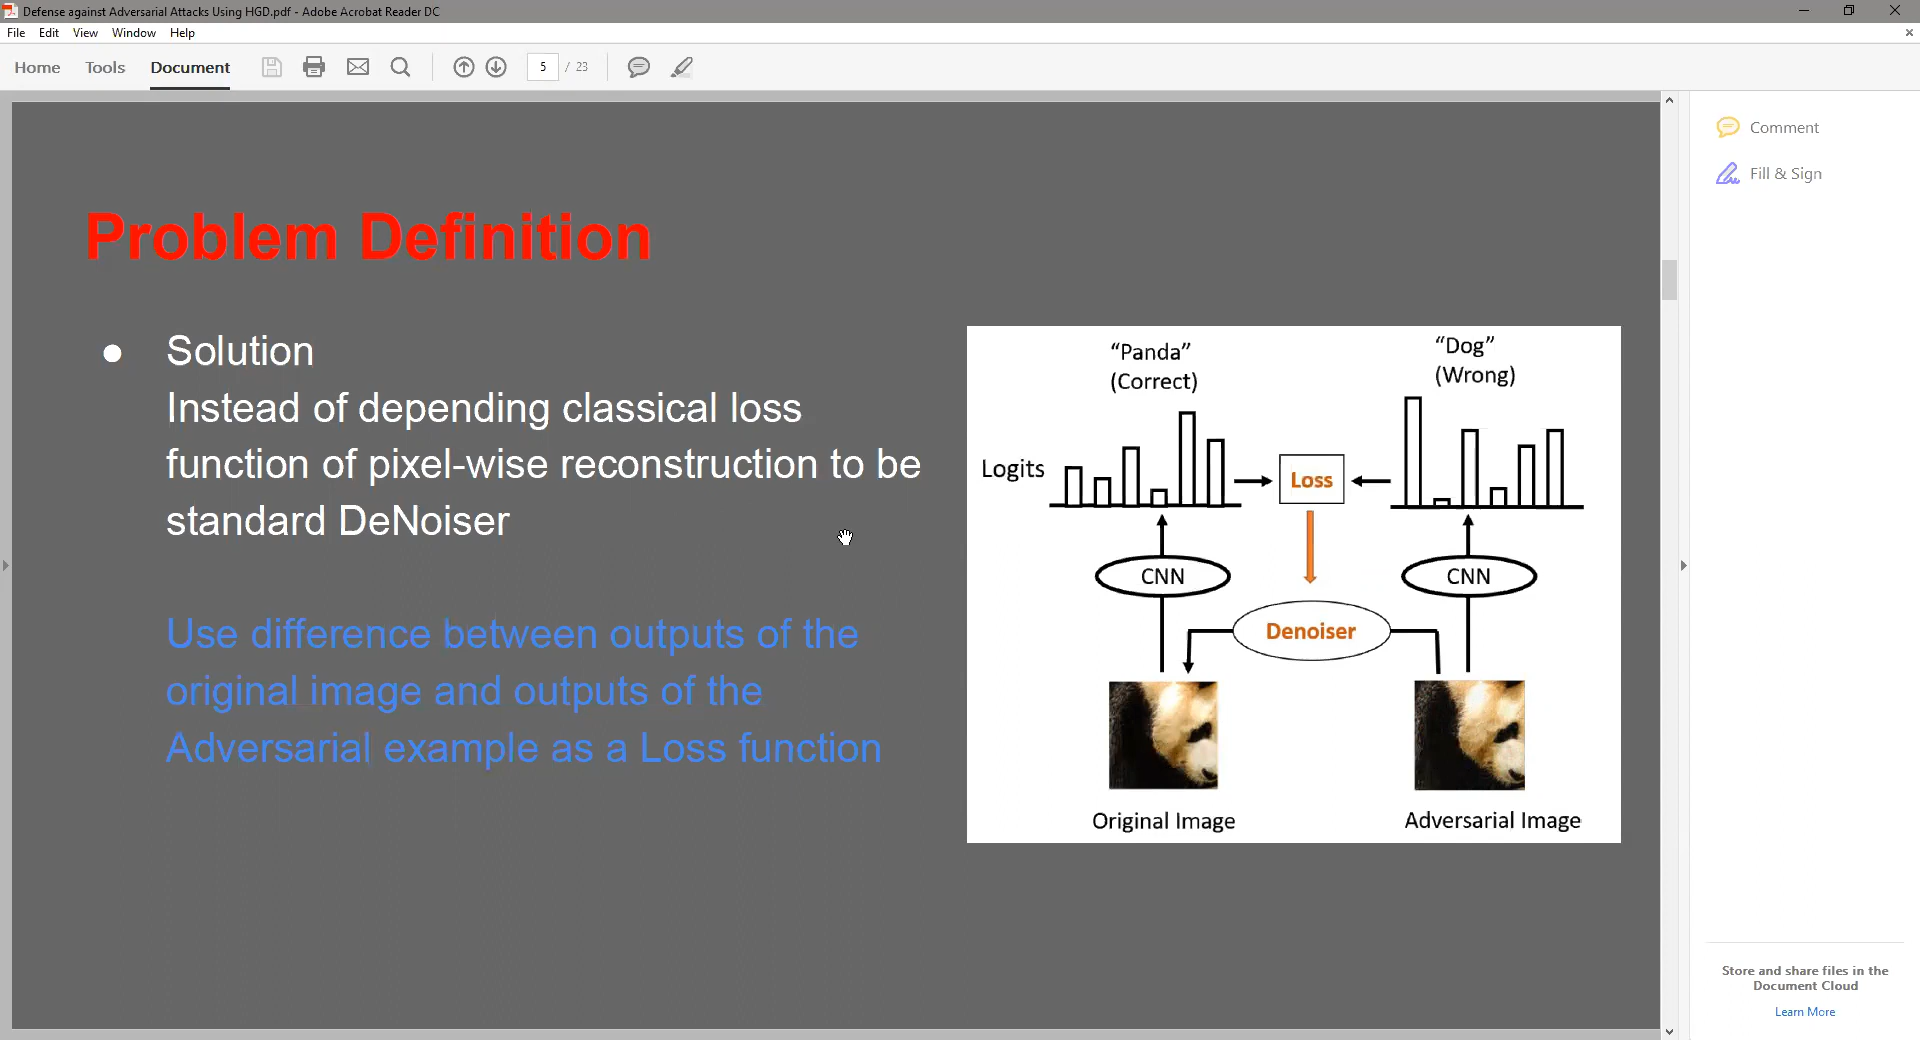 Defense against Adversarial Attacks Using HGD.pdf - Adobe Acrobat Reader DC
File Edit View Window Help
Home Tools Document 5 / 23
Comment
Fill & Sign
Problem Definition
● Solution
Instead of depending classical loss
function of pixel-wise reconstruction to be
standard DeNoiser
Use difference between outputs of the
original image and outputs of the
Adversarial example as a Loss function
“Panda”
(Correct)
“Dog”
(Wrong)
Logits
Loss
CNN
CNN
Denoiser
Original Image
Adversarial Image
Store and share files in the
Document Cloud
Learn More